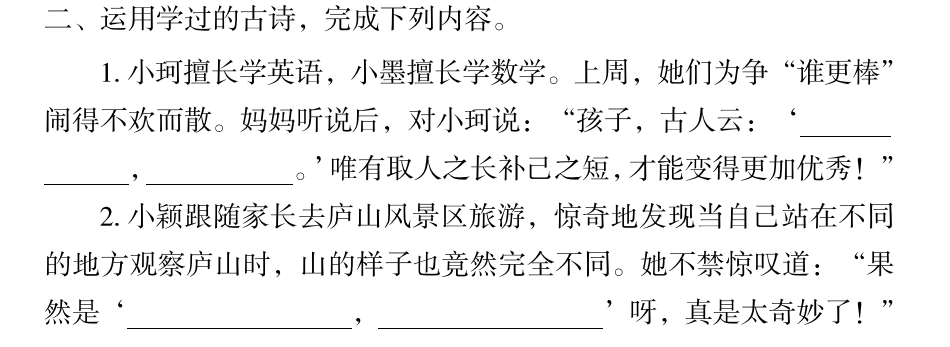 二、运用学过的古诗，完成下列内容。
1. 小珂擅长学英语，小墨擅长学数学。上周，她们为争“谁更棒”
闹得不欢而散。妈妈听说后，对小珂说：“孩子，古人云：‘______
______，__________。’唯有取人之长补己之短，才能变得更加优秀！”
2. 小颖跟随家长去庐山风景区旅游，惊奇地发现当自己站在不同
的地方观察庐山时，山的样子也竟然完全不同。她不禁惊叹道：“果
然是‘________________，________________’呀，真是太奇妙了！”